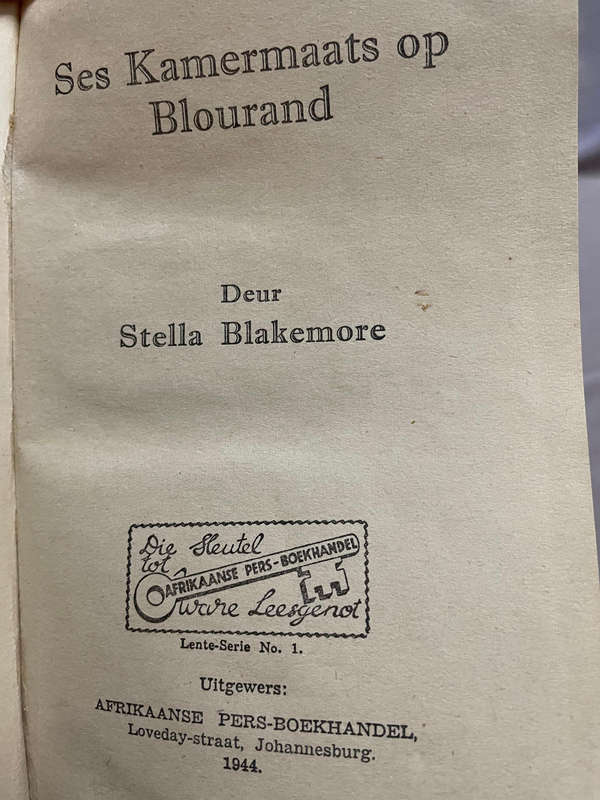 Ses Kamermaats op
Blourand
Deur
Stella Blakemore
Die Sleutel
tot
AFRIKAANSE PERS-BOEKHANDEL
Ware Leesgenot
Lente-Serie No. 1.
Uitgewers:
AFRIKAANSE PERS-BOEKHANDEL,
Loveday-straat, Johannesburg.
1944.